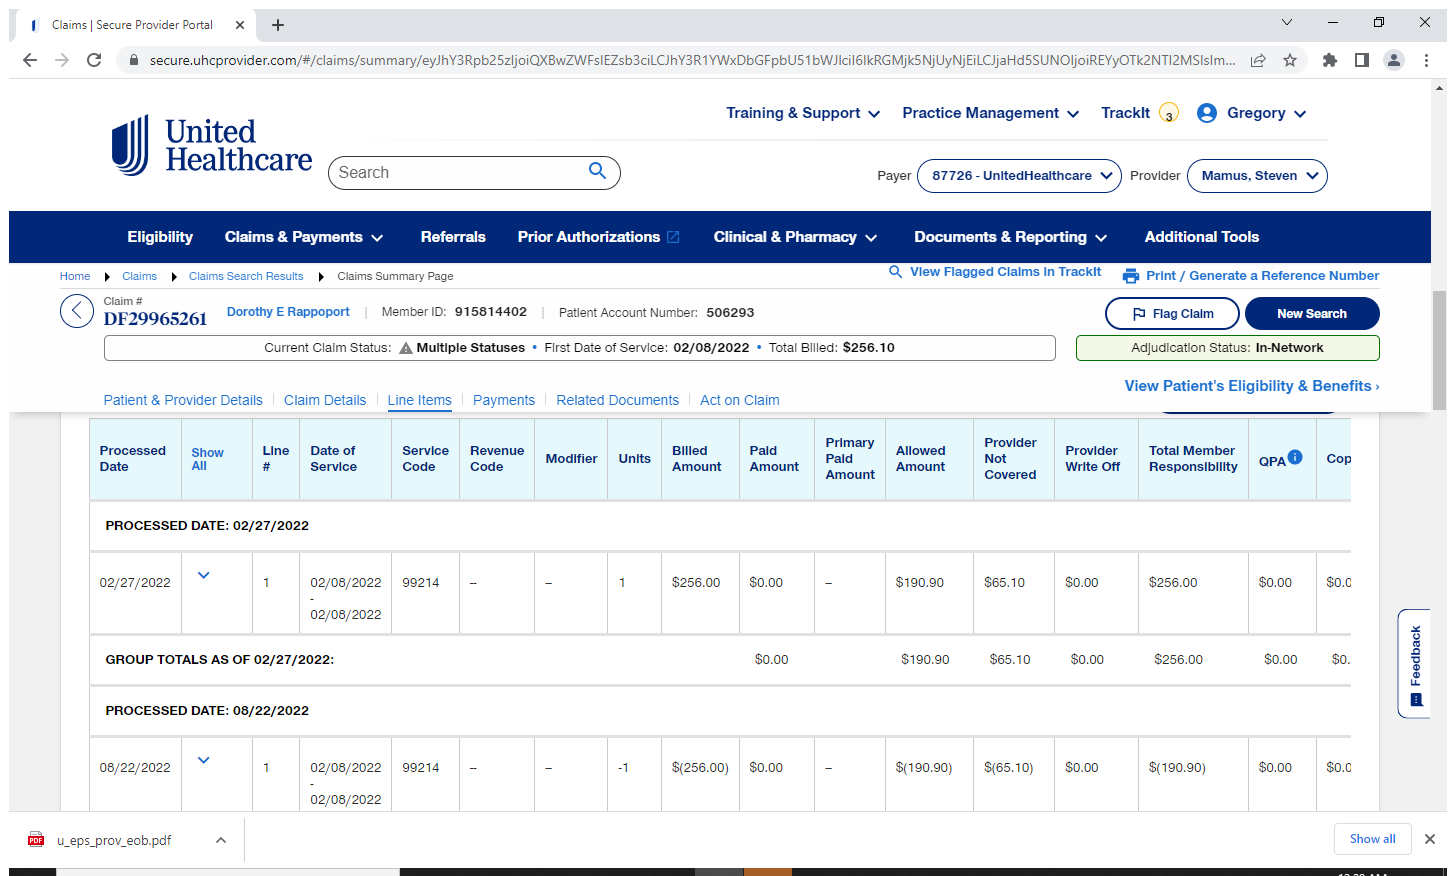 Claims | Secure Provider Portal
secure.uhcprovider.com/#/claims/summary/
Training & Support Practice Management TrackIt 3 Gregory
United
Healthcare
Search
Payer 87726 - UnitedHealthcare Provider Mamus, Steven
Eligibility Claims & Payments Referrals Prior Authorizations Clinical & Pharmacy Documents & Reporting Additional Tools
Home Claims Claims Search Results Claims Summary Page
View Flagged Claims in TrackIt Print / Generate a Reference Number
Claim #
DF29965261 Dorothy E Rappoport | Member ID: 915814402 | Patient Account Number: 506293
Flag Claim New Search
Current Claim Status: Multiple Statuses • First Date of Service: 02/08/2022 • Total Billed: $256.10
Adjudication Status: In-Network
View Patient's Eligibility & Benefits ›
Patient & Provider Details Claim Details Line Items Payments Related Documents Act on Claim
Processed Date Show All Line # Date of Service Service Code Revenue Code Modifier Units Billed Amount Paid Amount Primary Paid Amount Allowed Amount Provider Not Covered Provider Write Off Total Member Responsibility QPA i Cop
PROCESSED DATE: 02/27/2022
02/27/2022 1 02/08/2022 - 02/08/2022 99214 -- -- 1 $256.00 $0.00 -- $190.90 $65.10 $0.00 $256.00 $0.00 $0.0
GROUP TOTALS AS OF 02/27/2022: $0.00 $190.90 $65.10 $0.00 $256.00 $0.00 $0.
PROCESSED DATE: 08/22/2022
08/22/2022 1 02/08/2022 - 02/08/2022 99214 -- -- -1 $(256.00) $0.00 -- $(190.90) $(65.10) $0.00 $(190.90) $0.00 $0.0
Feedback
PDF u_eps_prov_eob.pdf
Show all